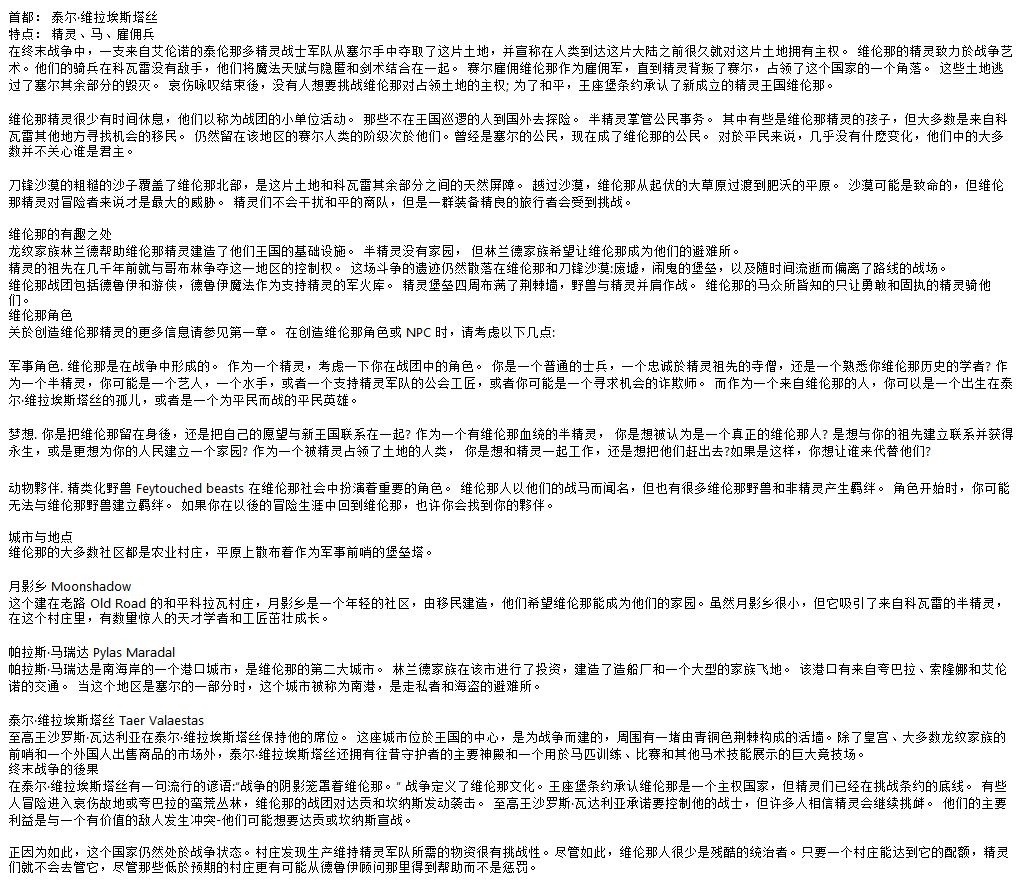 首都： 泰尔·维拉埃斯塔丝
特点： 精灵、马、雇佣兵
在终末战争中，一支来自艾伦诺的泰伦那多精灵战士军队从塞尔手中夺取了这片土地，并宣称在人类到达这片大陆之前很久就对这片土地拥有主权。 维伦那的精灵致力於战争艺
术。他们的骑兵在科瓦雷没有敌手，他们将魔法天赋与隐匿和剑术结合在一起。 赛尔雇佣维伦那作为雇佣军，直到精灵背叛了赛尔，占领了这个国家的一个角落。 这些土地逃
过了塞尔其余部分的毁灭。 哀伤咏叹结束後，没有人想要挑战维伦那对占领土地的主权; 为了和平，王座堡条约承认了新成立的精灵王国维伦那。
维伦那精灵很少有时间休息，他们以称为战团的小单位活动。 那些不在王国巡逻的人到国外去探险。 半精灵掌管公民事务。 其中有些是维伦那精灵的孩子，但大多数是来自科
瓦雷其他地方寻找机会的移民。 仍然留在该地区的赛尔人类的阶级次於他们。曾经是塞尔的公民，现在成了维伦那的公民。 对於平民来说，几乎没有什麽变化，他们中的大多
数并不关心谁是君主。
刀锋沙漠的粗糙的沙子覆盖了维伦那北部，是这片土地和科瓦雷其余部分之间的天然屏障。 越过沙漠，维伦那从起伏的大草原过渡到肥沃的平原。 沙漠可能是致命的，但维伦
那精灵对冒险者来说才是最大的威胁。 精灵们不会干扰和平的商队，但是一群装备精良的旅行者会受到挑战。
维伦那的有趣之处
龙纹家族林兰德帮助维伦那精灵建造了他们王国的基础设施。 半精灵没有家园， 但林兰德家族希望让维伦那成为他们的避难所。
精灵的祖先在几千年前就与哥布林争夺这一地区的控制权。 这场斗争的遗迹仍然散落在维伦那和刀锋沙漠:废墟，闹鬼的堡垒，以及随时间流逝而偏离了路线的战场。
维伦那战团包括德鲁伊和游侠，德鲁伊魔法作为支持精灵的军火库。 精灵堡垒四周布满了荆棘墙，野兽与精灵并肩作战。 维伦那的马众所皆知的只让勇敢和固执的精灵骑他
们。
维伦那角色
关於创造维伦那精灵的更多信息请参见第一章。 在创造维伦那角色或 NPC 时，请考虑以下几点:
军事角色. 维伦那是在战争中形成的。 作为一个精灵，考虑一下你在战团中的角色。 你是一个普通的士兵，一个忠诚於精灵祖先的寺僧，还是一个熟悉你维伦那历史的学者? 作
为一个半精灵，你可能是一个艺人，一个水手，或者一个支持精灵军队的公会工匠，或者你可能是一个寻求机会的诈欺师。 而作为一个来自维伦那的人，你可以是一个出生在泰
尔·维拉埃斯塔丝的孤儿，或者是一个为平民而战的平民英雄。
梦想. 你是把维伦那留在身後，还是把自己的愿望与新王国联系在一起? 作为一个有维伦那血统的半精灵， 你是想被认为是一个真正的维伦那人? 是想与你的祖先建立联系并获得
永生，或是更想为你的人民建立一个家园? 作为一个被精灵占领了土地的人类， 你是想和精灵一起工作，还是想把他们赶出去?如果是这样，你想让谁来代替他们?
动物夥伴. 精类化野兽 Feytouched beasts 在维伦那社会中扮演着重要的角色。 维伦那人以他们的战马而闻名，但也有很多维伦那野兽和非精灵产生羁绊。 角色开始时，你可能
无法与维伦那野兽建立羁绊。 如果你在以後的冒险生涯中回到维伦那，也许你会找到你的夥伴。
城市与地点
维伦那的大多数社区都是农业村庄，平原上散布着作为军事前哨的堡垒塔。
月影乡 Moonshadow
这个建在老路 Old Road 的和平科拉瓦村庄，月影乡是一个年轻的社区，由移民建造，他们希望维伦那能成为他们的家园。虽然月影乡很小，但它吸引了来自科瓦雷的半精灵，
在这个村庄里，有数量惊人的天才学者和工匠茁壮成长。
帕拉斯·马瑞达 Pylas Maradal
帕拉斯·马瑞达是南海岸的一个港口城市，是维伦那的第二大城市。 林兰德家族在该市进行了投资，建造了造船厂和一个大型的家族飞地。 该港口有来自夸巴拉、索隆娜和艾伦
诺的交通。 当这个地区是塞尔的一部分时，这个城市被称为南港，是走私者和海盗的避难所。
泰尔·维拉埃斯塔丝 Taer Valaestas
至高王沙罗斯·瓦达利亚在泰尔·维拉埃斯塔丝保持他的席位。 这座城市位于王国的中心，是为战争而建的，周围有一堵由青铜色荆棘构成的活墙。除了皇宫、大多数龙纹家族的
前哨和一个外国人出售商品的市场外，泰尔·维拉埃斯塔丝还拥有往昔守护者的主要神殿和一个用於马匹训练、比赛和其他马术技能展示的巨大竞技场。
终末战争的後果
在泰尔·维拉埃斯塔丝有一句流行的谚语:“战争的阴影笼罩着维伦那。” 战争定义了维伦那文化。王座堡条约承认维伦那是一个主权国家，但精灵们已经在挑战条约的底线。 有些
人冒险进入哀伤故地或夸巴拉的蛮荒丛林，维伦那的战团对达贡和坎纳斯发动袭击。 至高王沙罗斯·瓦达利亚承诺要控制他的战士，但许多人相信精灵会继续挑衅。 他们的主要
利益是与一个有价值的敌人发生冲突-他们可能想要达贡或坎纳斯宣战。
正因为如此，这个国家仍然处於战争状态。村庄发现生产维持精灵军队所需的物资很有挑战性。尽管如此，维伦那人很少是残酷的统治者。只要一个村庄能达到它的配额，精灵
们就不会去管它，尽管那些低於预期的村庄更有可能从德鲁伊顾问那里得到帮助而不是惩罚。